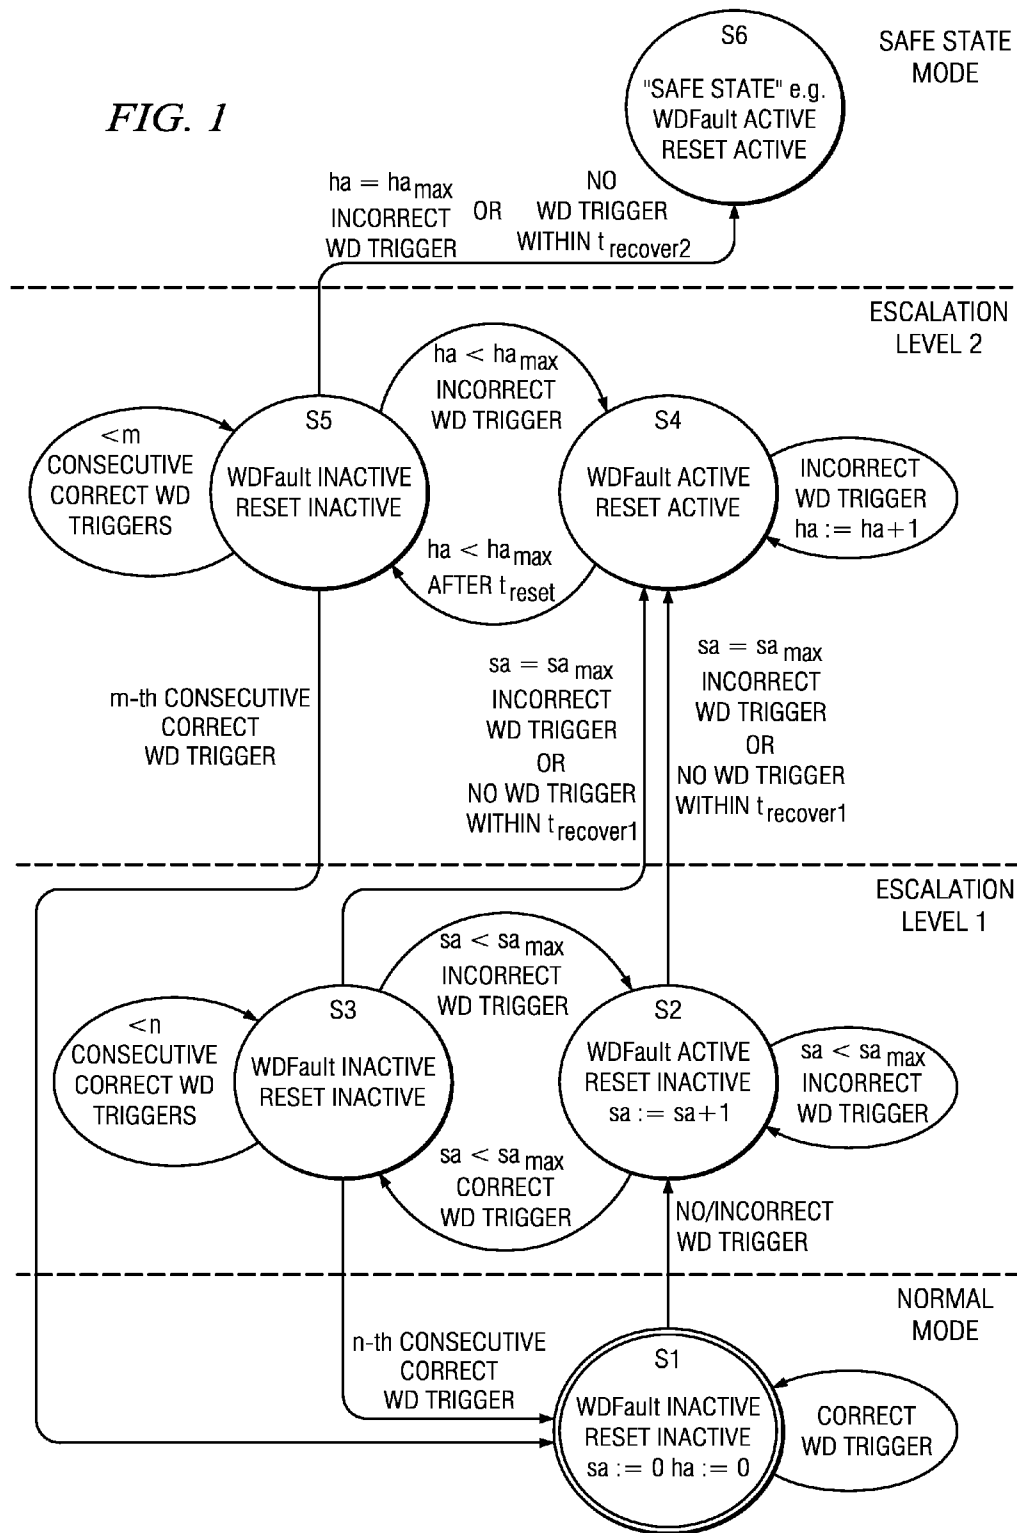 FIG. 1
S6
"SAFE STATE" e.g.
WDFault ACTIVE
RESET ACTIVE
SAFE STATE
MODE
ha = ha max
INCORRECT
WD TRIGGER
OR
NO
WD TRIGGER
WITHIN t recover2
ESCALATION
LEVEL 2
ha < ha max
INCORRECT
WD TRIGGER
<m
CONSECUTIVE
CORRECT WD
TRIGGERS
S5
WDFault INACTIVE
RESET INACTIVE
S4
WDFault ACTIVE
RESET ACTIVE
INCORRECT
WD TRIGGER
ha := ha+1
ha < ha max
AFTER t reset
m-th CONSECUTIVE
CORRECT
WD TRIGGER
sa = sa max
INCORRECT
WD TRIGGER
OR
NO WD TRIGGER
WITHIN t recover1
sa = sa max
INCORRECT
WD TRIGGER
OR
NO WD TRIGGER
WITHIN t recover1
ESCALATION
LEVEL 1
sa < sa max
INCORRECT
WD TRIGGER
<n
CONSECUTIVE
CORRECT WD
TRIGGERS
S3
WDFault INACTIVE
RESET INACTIVE
S2
WDFault ACTIVE
RESET INACTIVE
sa := sa+1
sa < sa max
INCORRECT
WD TRIGGER
sa < sa max
CORRECT
WD TRIGGER
NO/INCORRECT
WD TRIGGER
NORMAL
MODE
n-th CONSECUTIVE
CORRECT
WD TRIGGER
S1
WDFault INACTIVE
RESET INACTIVE
sa := 0 ha := 0
CORRECT
WD TRIGGER